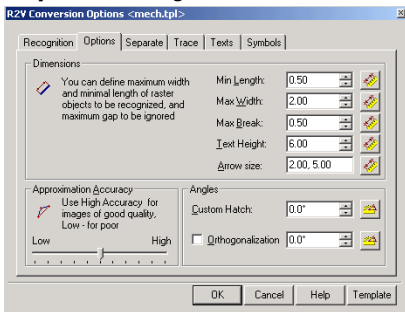 R2V Conversion Options <mech.tpl>
Recognition Options Separate Trace Texts Symbols
Dimensions
You can define maximum width
and minimal length of raster
objects to be recognized, and
maximum gap to be ignored
Min Length: 0.50
Max Width: 2.00
Max Break: 0.50
Text Height: 6.00
Arrow size: 2.00, 5.00
Approximation Accuracy
Use High Accuracy for
images of good quality,
Low - for poor
Low High
Angles
Custom Hatch: 0.0°
Orthogonalization 0.0°
OK Cancel Help Template